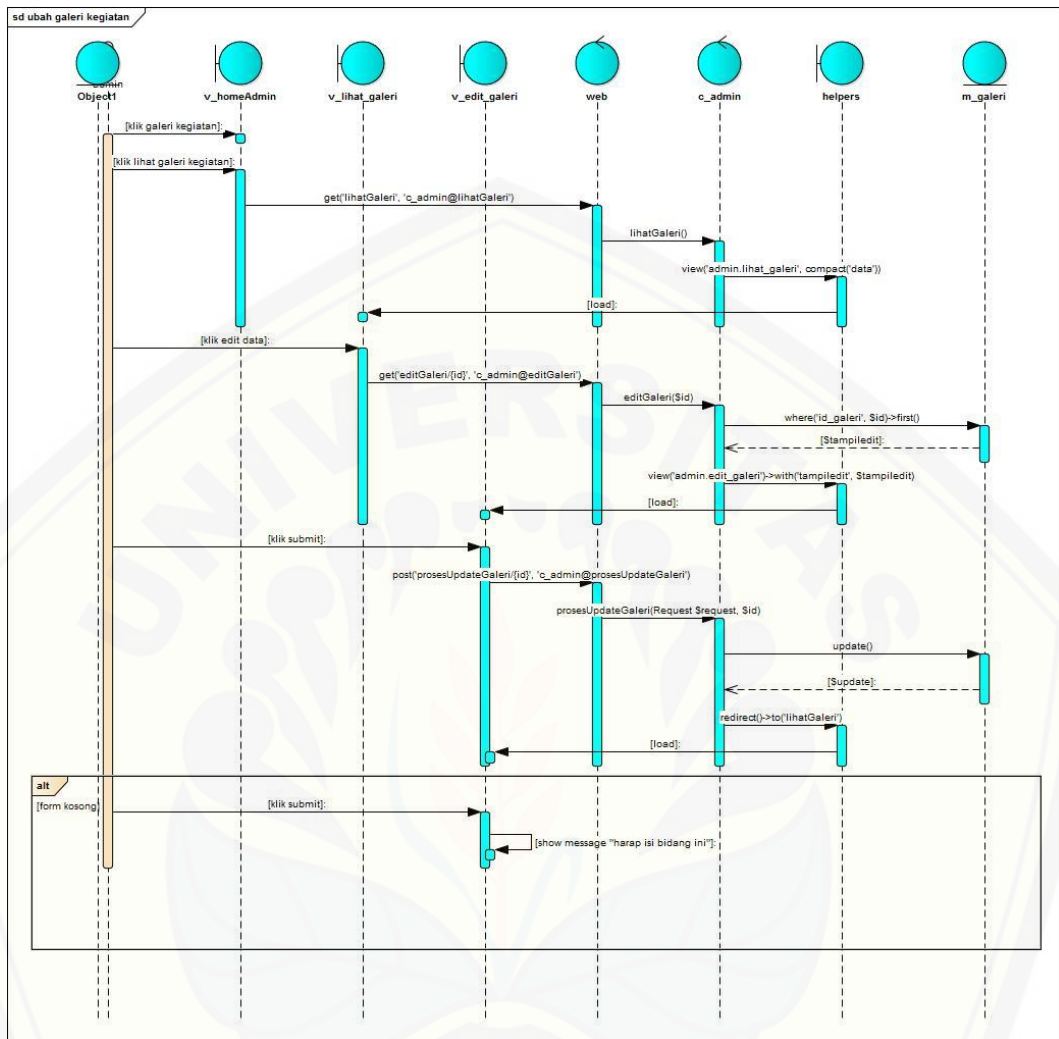 sd ubah galeri kegiatan
admin
Object1
v_homeAdmin
v_lihat_galeri
v_edit_galeri
web
c_admin
helpers
m_galeri
[klik galeri kegiatan]:
[klik lihat galeri kegiatan]:
get('lihatGaleri', 'c_admin@lihatGaleri')
lihatGaleri()
view('admin.lihat_galeri', compact('data'))
[load]:
[klik edit data]:
get('editGaleri/{id}', 'c_admin@editGaleri')
editGaleri($id)
where('id_galeri', $id)->first()
[$tampiledit]:
view('admin.edit_galeri')->with('tampiledit', $tampiledit)
[load]:
[klik submit]:
post('prosesUpdateGaleri/{id}', 'c_admin@prosesUpdateGaleri')
prosesUpdateGaleri(Request $request, $id)
update()
[$update]:
redirect()->to('lihatGaleri')
[load]:
alt
[form kosong]
[klik submit]:
[show message "harap isi bidang ini"]:
UNIVERSITAS